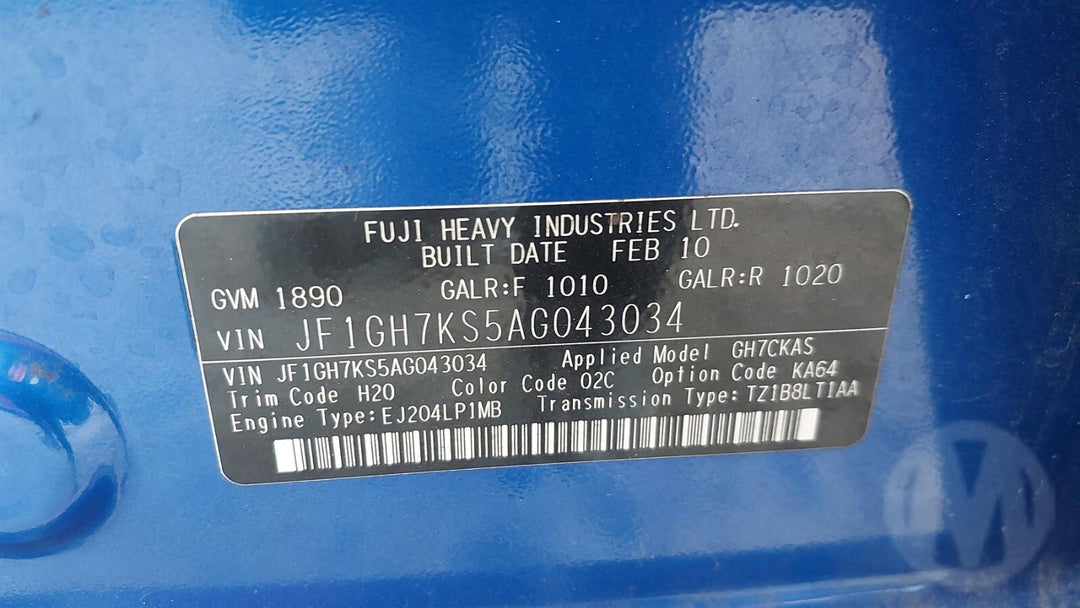 FUJI HEAVY INDUSTRIES LTD.
BUILT DATE FEB 10
GVM 1890 GALR:F 1010 GALR:R 1020
VIN JF1GH7KS5AG043034
VIN JF1GH7KS5AG043034 Applied Model GH7CKAS
Trim Code H20 Color Code 02C Option Code KA64
Engine Type:EJ204LP1MB Transmission Type:TZ1B8LT1AA